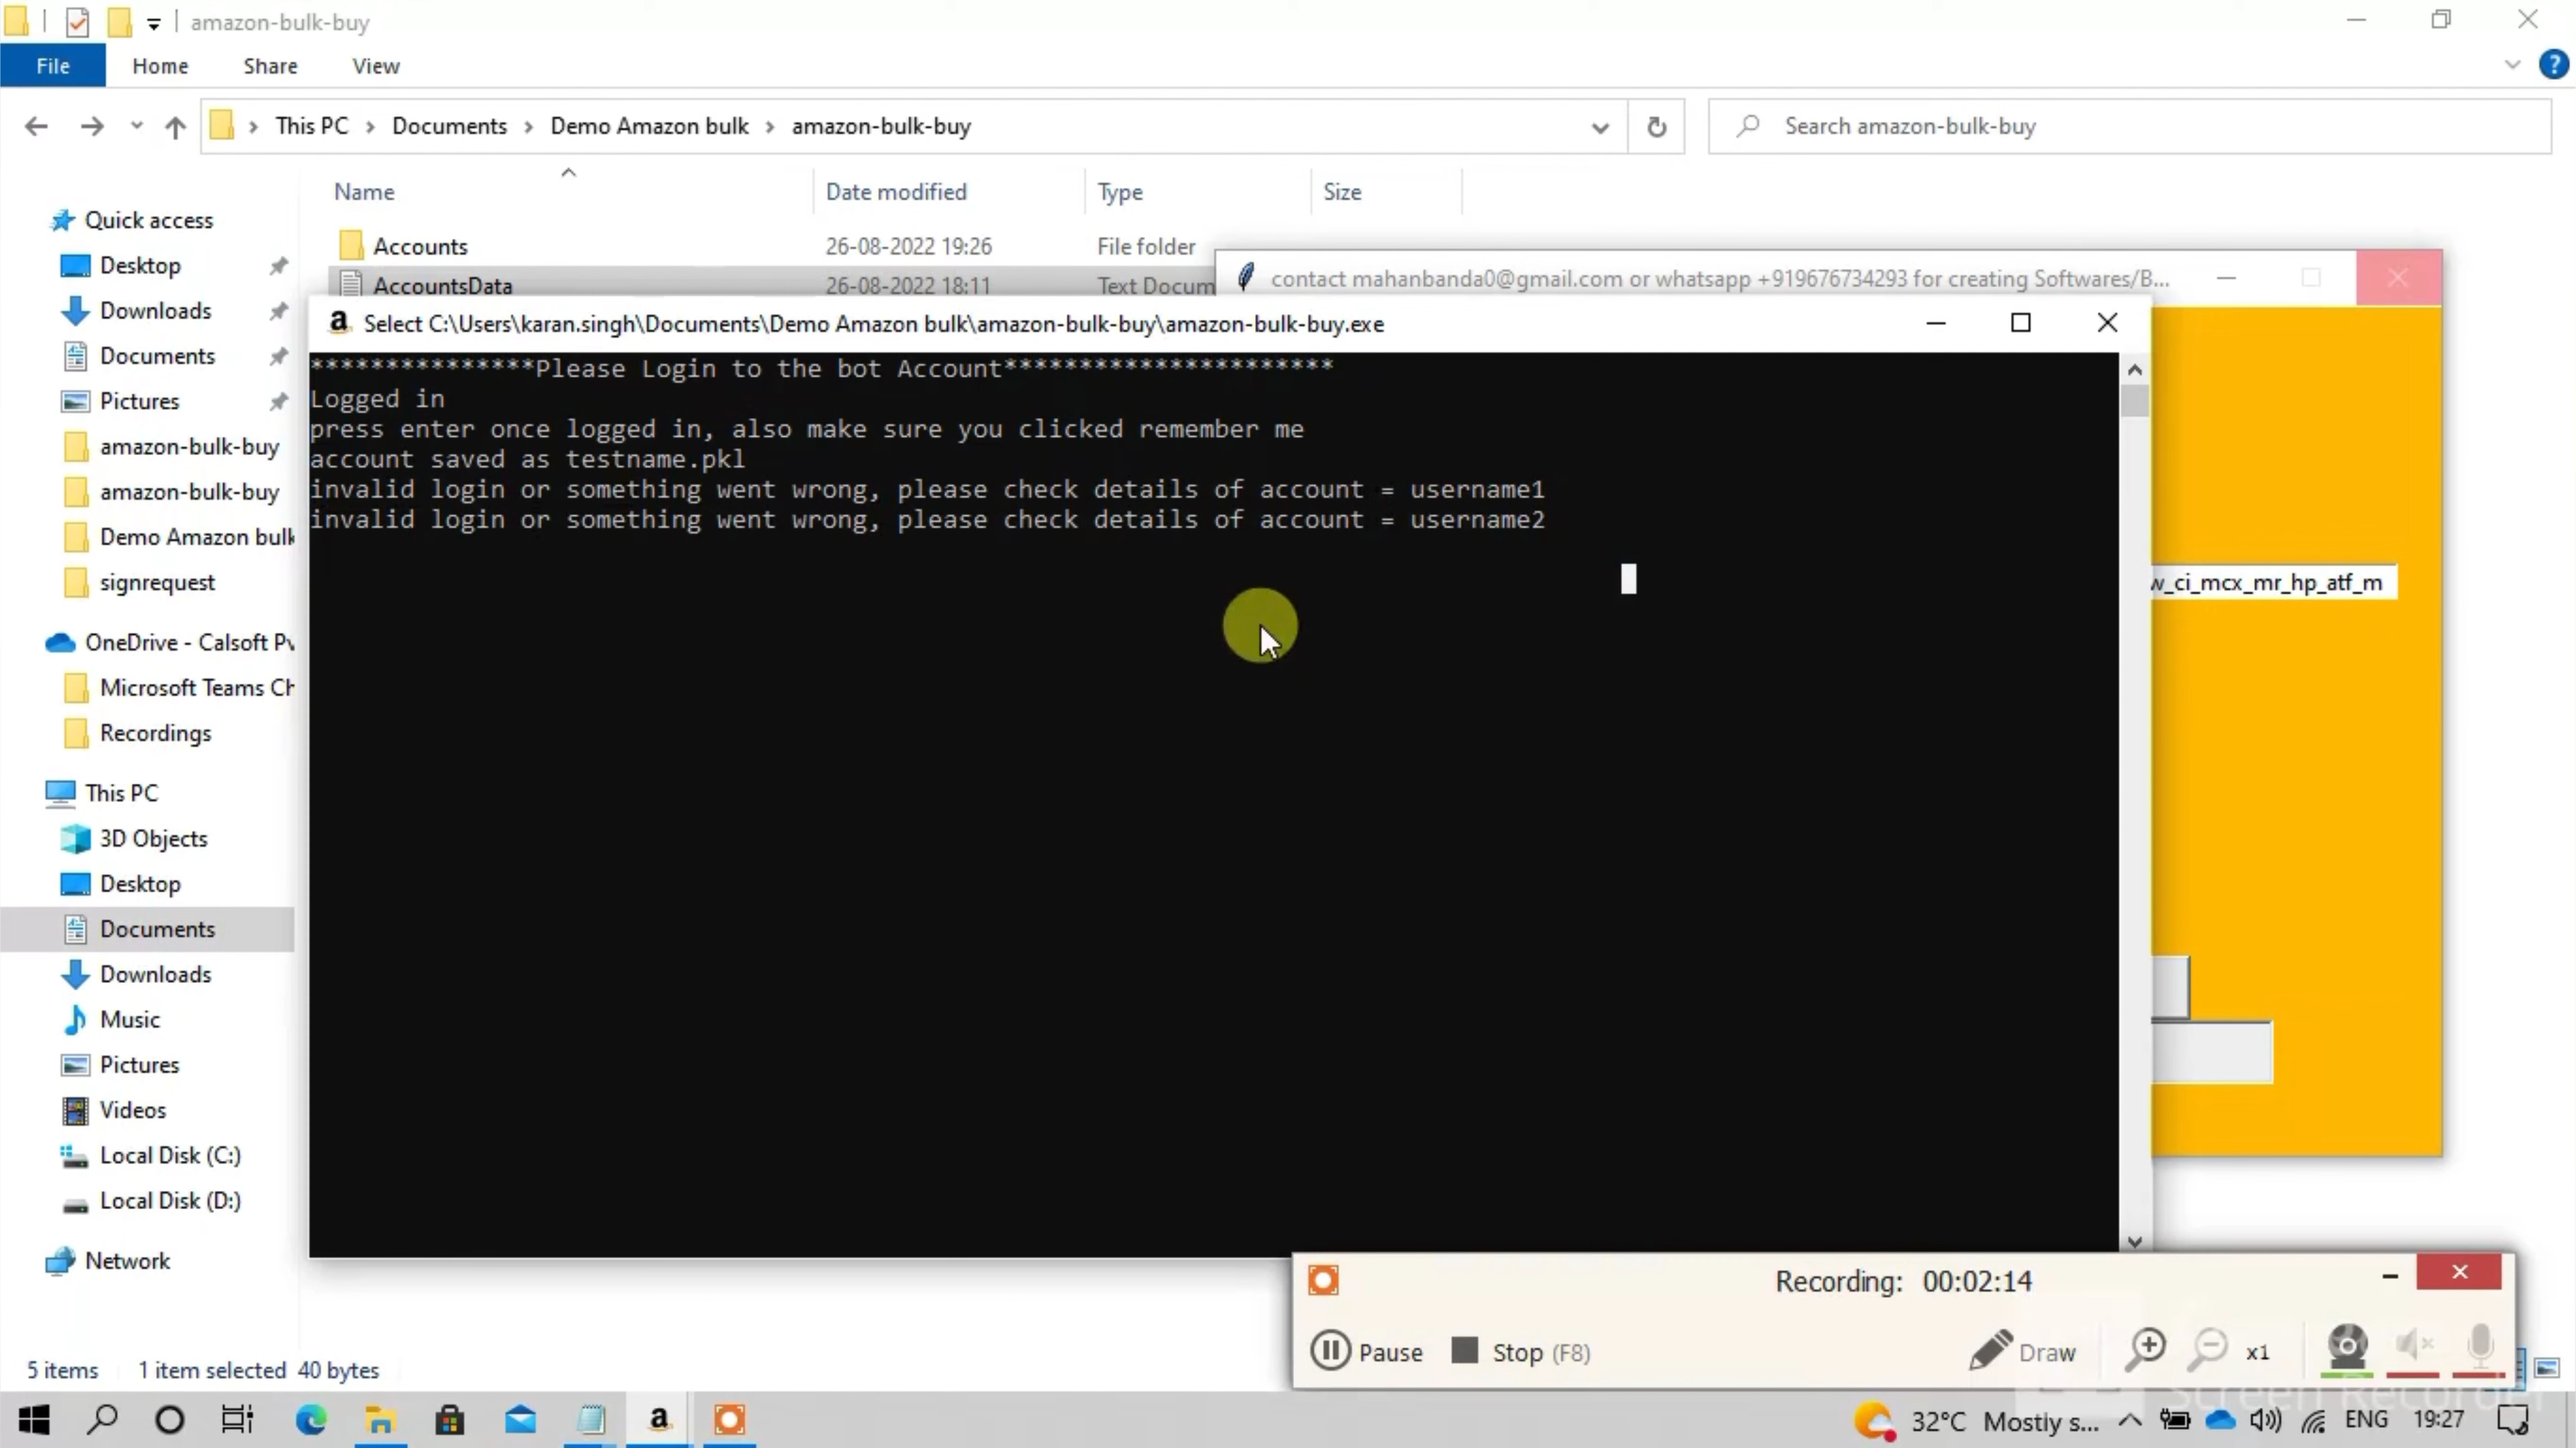 amazon-bulk-buy
File Home Share View
This PC Documents Demo Amazon bulk amazon-bulk-buy
Search amazon-bulk-buy
Name Date modified Type Size
Accounts 26-08-2022 19:26 File folder
AccountsData 26-08-2022 18:11 Text Docum
contact mahanbanda0@gmail.com or whatsapp +919676734293 for creating Softwares/B...
Select C:\Users\karan.singh\Documents\Demo Amazon bulk\amazon-bulk-buy\amazon-bulk-buy.exe
***************Please Login to the bot Account**********************
Logged in
press enter once logged in, also make sure you clicked remember me
account saved as testname.pkl
invalid login or something went wrong, please check details of account = username1
invalid login or something went wrong, please check details of account = username2
w_ci_mcx_mr_hp_atf_m
Quick access
Desktop
Downloads
Documents
Pictures
amazon-bulk-buy
amazon-bulk-buy
Demo Amazon bulk
signrequest
OneDrive - Calsoft Pv
Microsoft Teams Ch
Recordings
This PC
3D Objects
Desktop
Documents
Downloads
Music
Pictures
Videos
Local Disk (C:)
Local Disk (D:)
Network
Recording: 00:02:14
Pause Stop (F8) Draw x1
5 items 1 item selected 40 bytes
Screen Recorder
32°C Mostly s... ENG 19:27